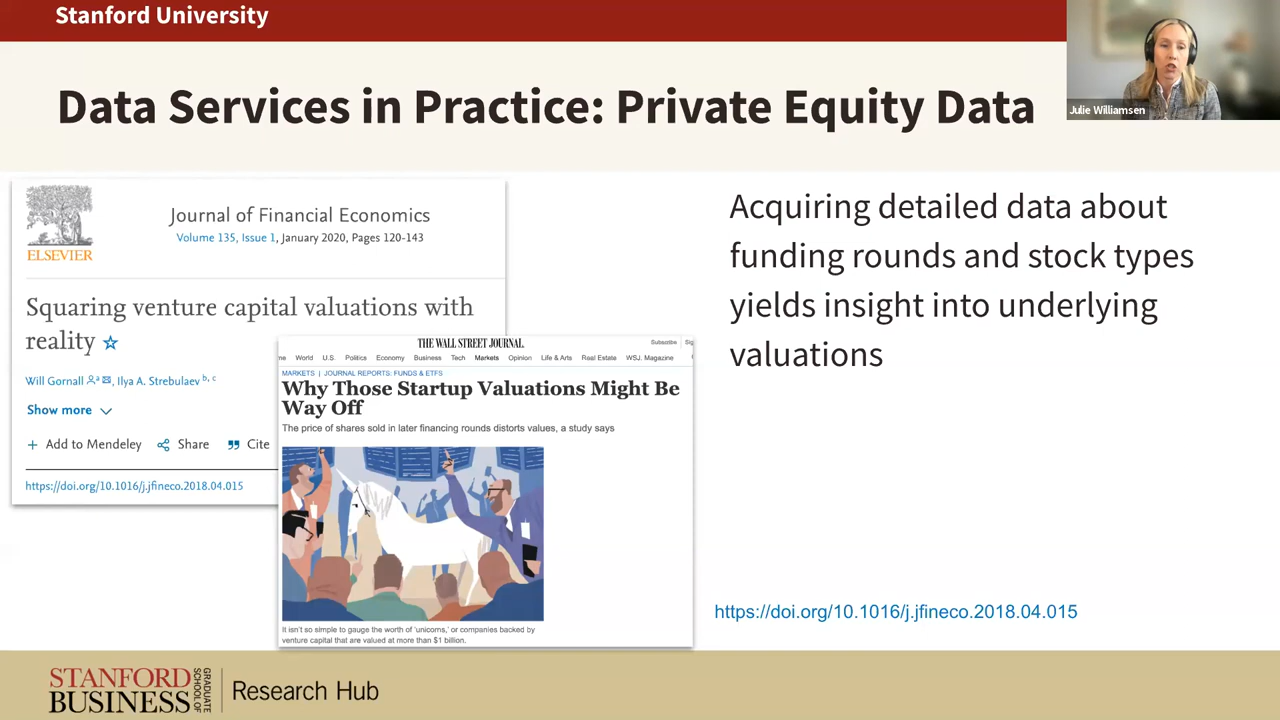 Stanford University
Data Services in Practice: Private Equity Data
Julie Williamsen
ELSEVIER
Journal of Financial Economics
Volume 135, Issue 1, January 2020, Pages 120-143
Squaring venture capital valuations with
reality
Will Gornall a, Ilya A. Strebulaev b, c
Show more
+ Add to Mendeley Share Cite
https://doi.org/10.1016/j.jfineco.2018.04.015
THE WALL STREET JOURNAL
Subscribe
World U.S. Politics Economy Business Tech Markets Opinion Life & Arts Real Estate WSJ. Magazine
MARKETS | JOURNAL REPORTS: FUNDS & ETFS
Why Those Startup Valuations Might Be
Way Off
The price of shares sold in later financing rounds distorts values, a study says
It isn't so simple to gauge the worth of 'unicorns,' or companies backed by
venture capital that are valued at more than $1 billion.
Acquiring detailed data about
funding rounds and stock types
yields insight into underlying
valuations
https://doi.org/10.1016/j.jfineco.2018.04.015
STANFORD
BUSINESS
GRADUATE
SCHOOL OF
Research Hub